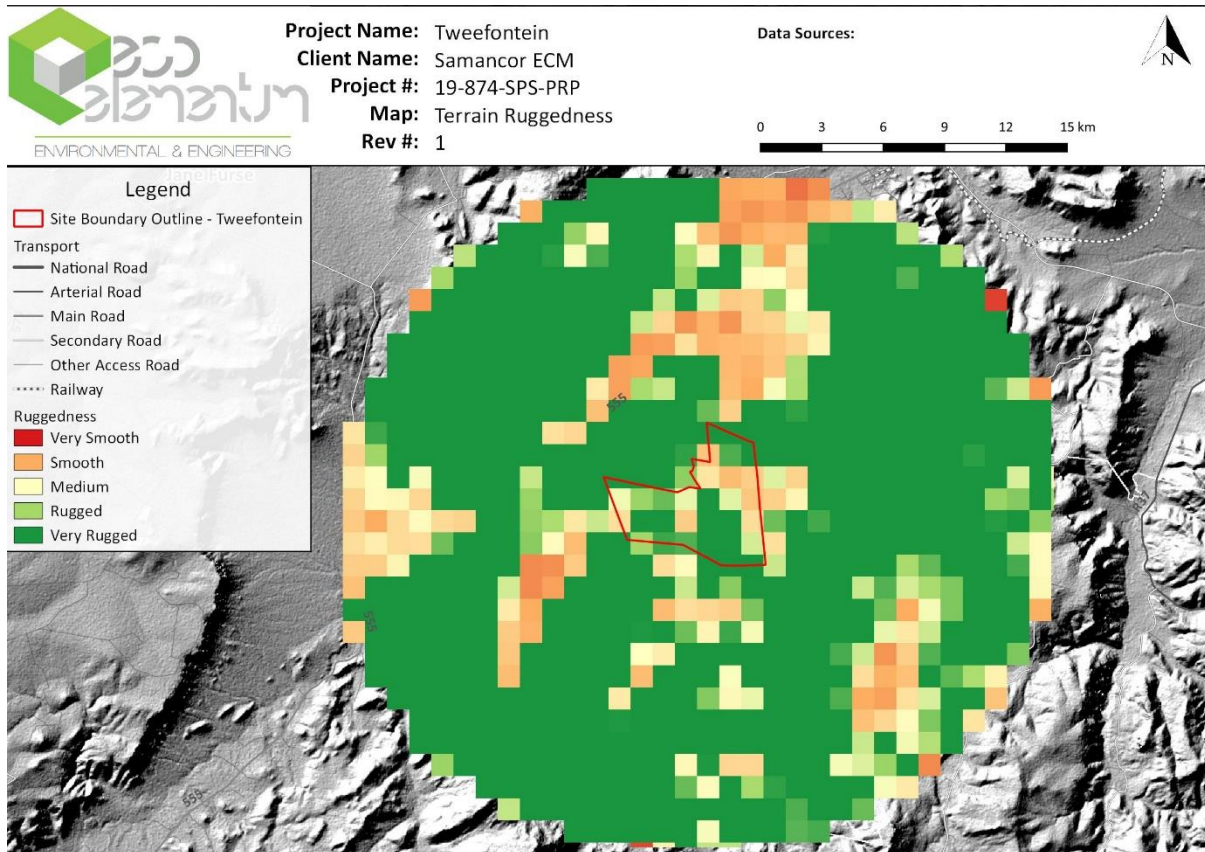 eco
elementum
ENVIRONMENTAL & ENGINEERING
Project Name: Tweefontein
Client Name: Samancor ECM
Project #: 19-874-SPS-PRP
Map: Terrain Ruggedness
Rev #: 1
Data Sources:
N
0 3 6 9 12 15 km
Jane Furse
Legend
Site Boundary Outline - Tweefontein
Transport
National Road
Arterial Road
Main Road
Secondary Road
Other Access Road
Railway
Ruggedness
Very Smooth
Smooth
Medium
Rugged
Very Rugged
555
555
555